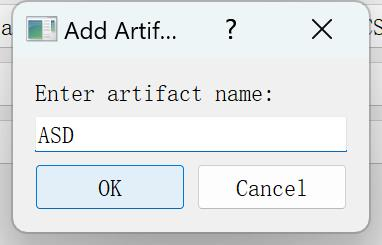 Add Artif... ?
Enter artifact name:
ASD
OK Cancel